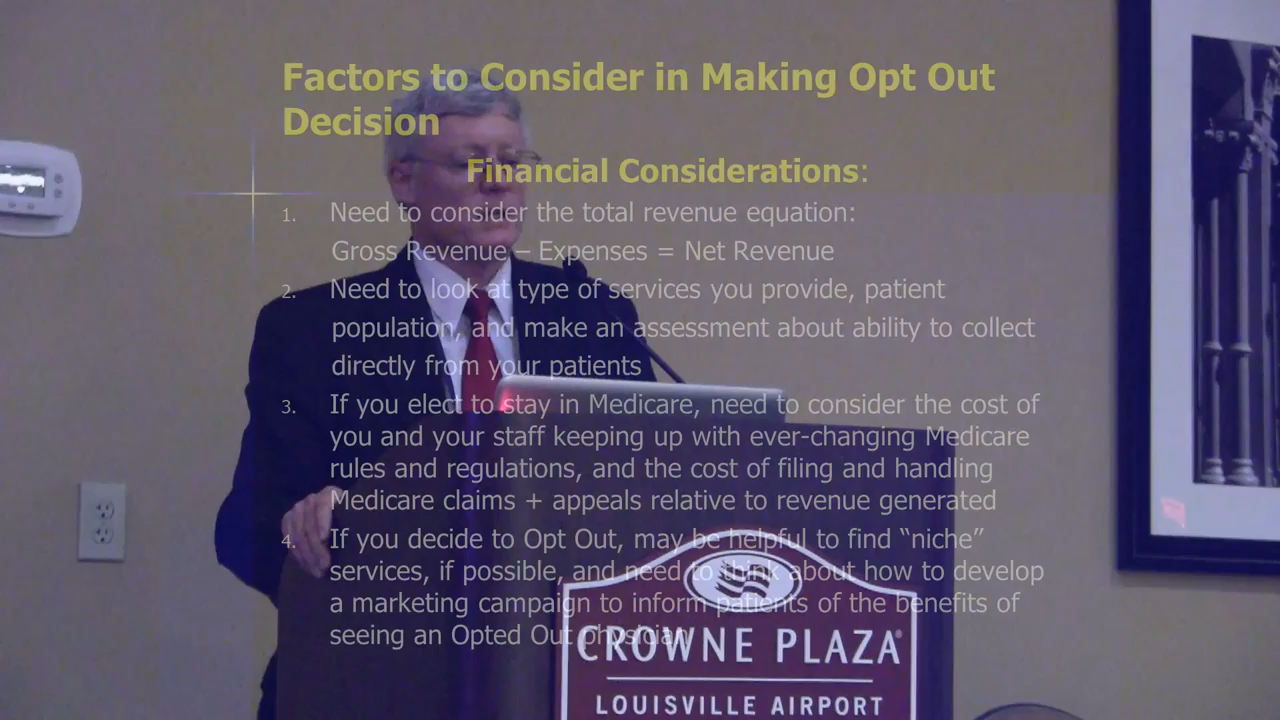 Factors to Consider in Making Opt Out
Decision
Financial Considerations:
1. Need to consider the total revenue equation:
Gross Revenue – Expenses = Net Revenue
2. Need to look at type of services you provide, patient
population, and make an assessment about ability to collect
directly from your patients
3. If you elect to stay in Medicare, need to consider the cost of
you and your staff keeping up with ever-changing Medicare
rules and regulations, and the cost of filing and handling
Medicare claims + appeals relative to revenue generated
4. If you decide to Opt Out, may be helpful to find “niche”
services, if possible, and need to think about how to develop
a marketing campaign to inform patients of the benefits of
seeing an Opted Out physician
CROWNE PLAZA®
LOUISVILLE AIRPORT